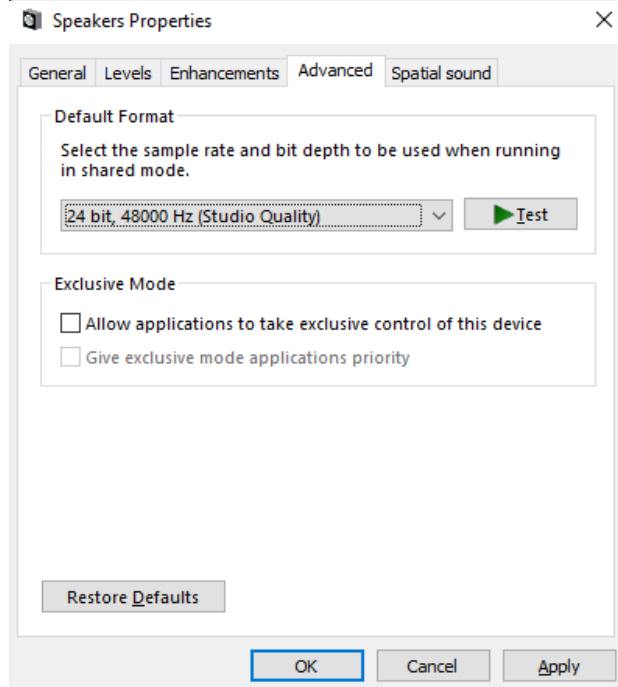 Speakers Properties
General Levels Enhancements Advanced Spatial sound
Default Format
Select the sample rate and bit depth to be used when running
in shared mode.
24 bit, 48000 Hz (Studio Quality) Test
Exclusive Mode
Allow applications to take exclusive control of this device
Give exclusive mode applications priority
Restore Defaults
OK Cancel Apply